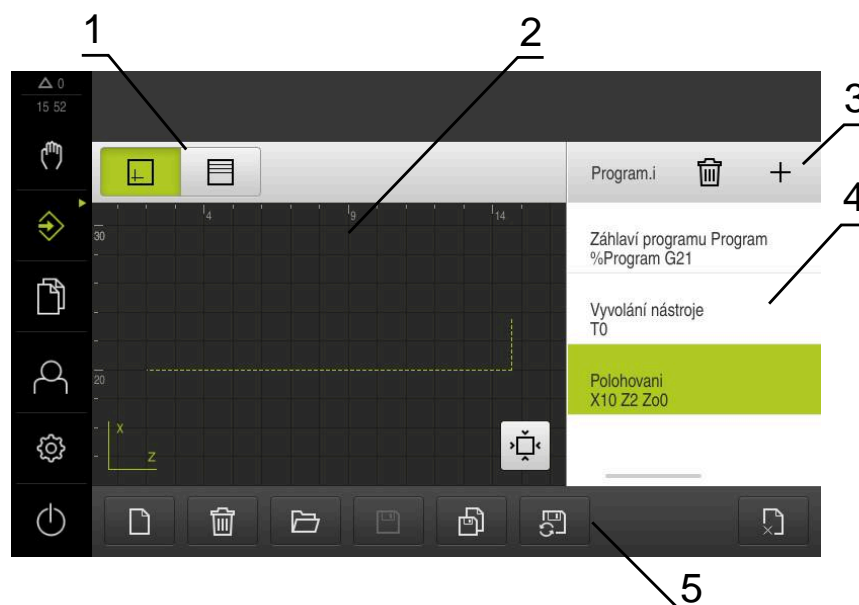 1
2
3
4
5
0
15 52
Program.i
4
9
14
30
20
X
Z
Záhlaví programu Program
%Program G21
Vyvolání nástroje
T0
Polohovani
X10 Z2 Zo0